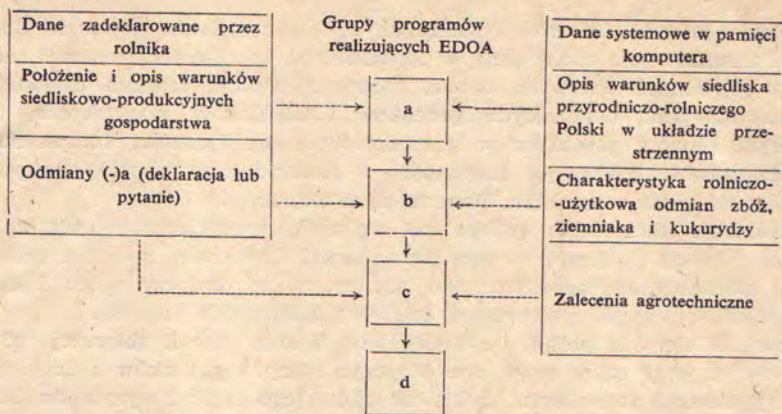 Dane zadeklarowane przez
rolnika
Położenie i opis warunków
siedliskowo-produkcyjnych
gospodarstwa
Odmiany (-)a (deklaracja lub
pytanie)
Grupy programów
realizujących EDOA
a
b
c
d
Dane systemowe w pamięci
komputera
Opis warunków siedliska
przyrodniczo-rolniczego
Polski w układzie prze-
strzennym
Charakterystyka rolniczo-
-użytkowa odmian zbóż,
ziemniaka i kukurydzy
Zalecenia agrotechniczne